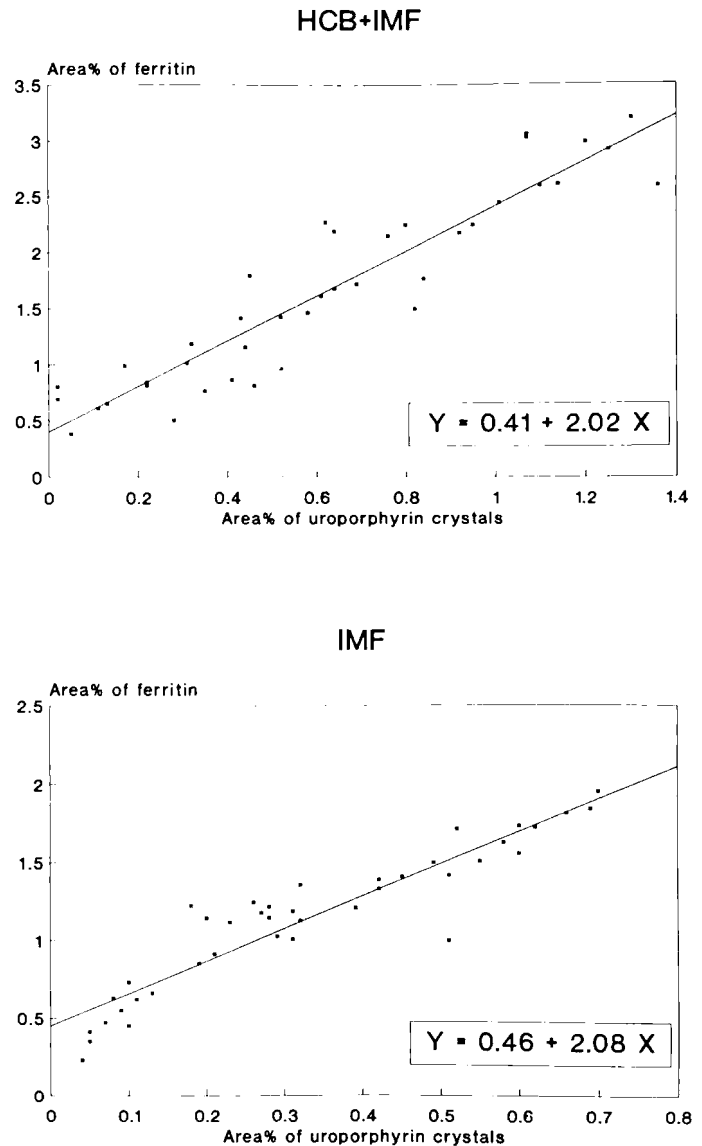 HCB+IMF
Area% of ferritin
3.5
3
2.5
2
1.5
1
0.5
0
Y = 0.41 + 2.02 X
0 0.2 0.4 0.6 0.8 1 1.2 1.4
Area% of uroporphyrin crystals
IMF
Area% of ferritin
2.5
2
1.5
1
0.5
0
Y = 0.46 + 2.08 X
0 0.1 0.2 0.3 0.4 0.5 0.6 0.7 0.8
Area% of uroporphyrin crystals